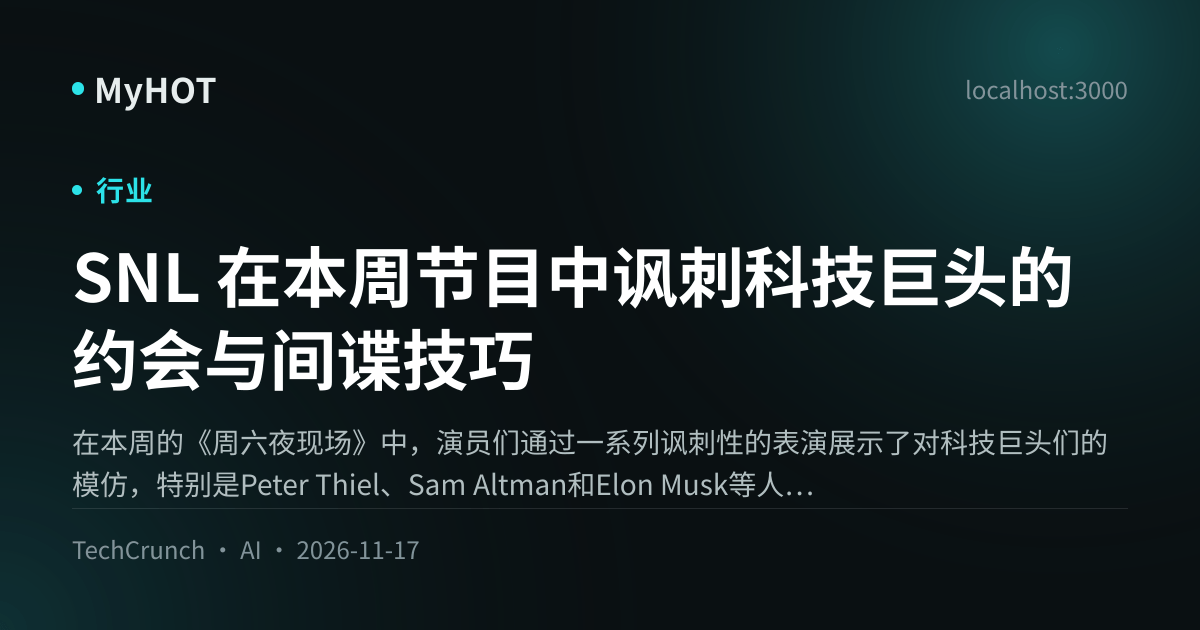 MyHOT
localhost:3000
行业
SNL 在本周节目中讽刺科技巨头的
约会与间谍技巧
在本周的《周六夜现场》中，演员们通过一系列讽刺性的表演展示了对科技巨头们的
模仿，特别是Peter Thiel、Sam Altman和Elon Musk等人…
TechCrunch · AI · 2026-11-17